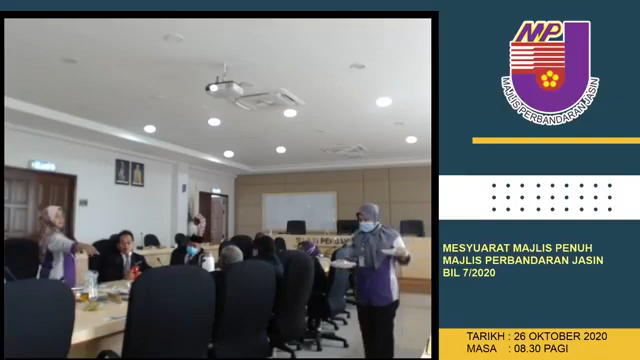 MP
MAJLIS PERBANDARAN JASIN
MESYUARAT MAJLIS PENUH
MAJLIS PERBANDARAN JASIN
BIL 7/2020
TARIKH : 26 OKTOBER 2020
MASA : 08.30 PAGI